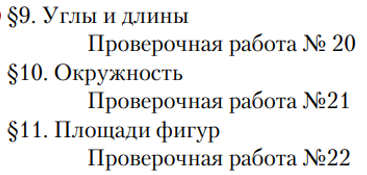 §9. Углы и длины
Проверочная работа № 20
§10. Окружность
Проверочная работа №21
§11. Площади фигур
Проверочная работа №22